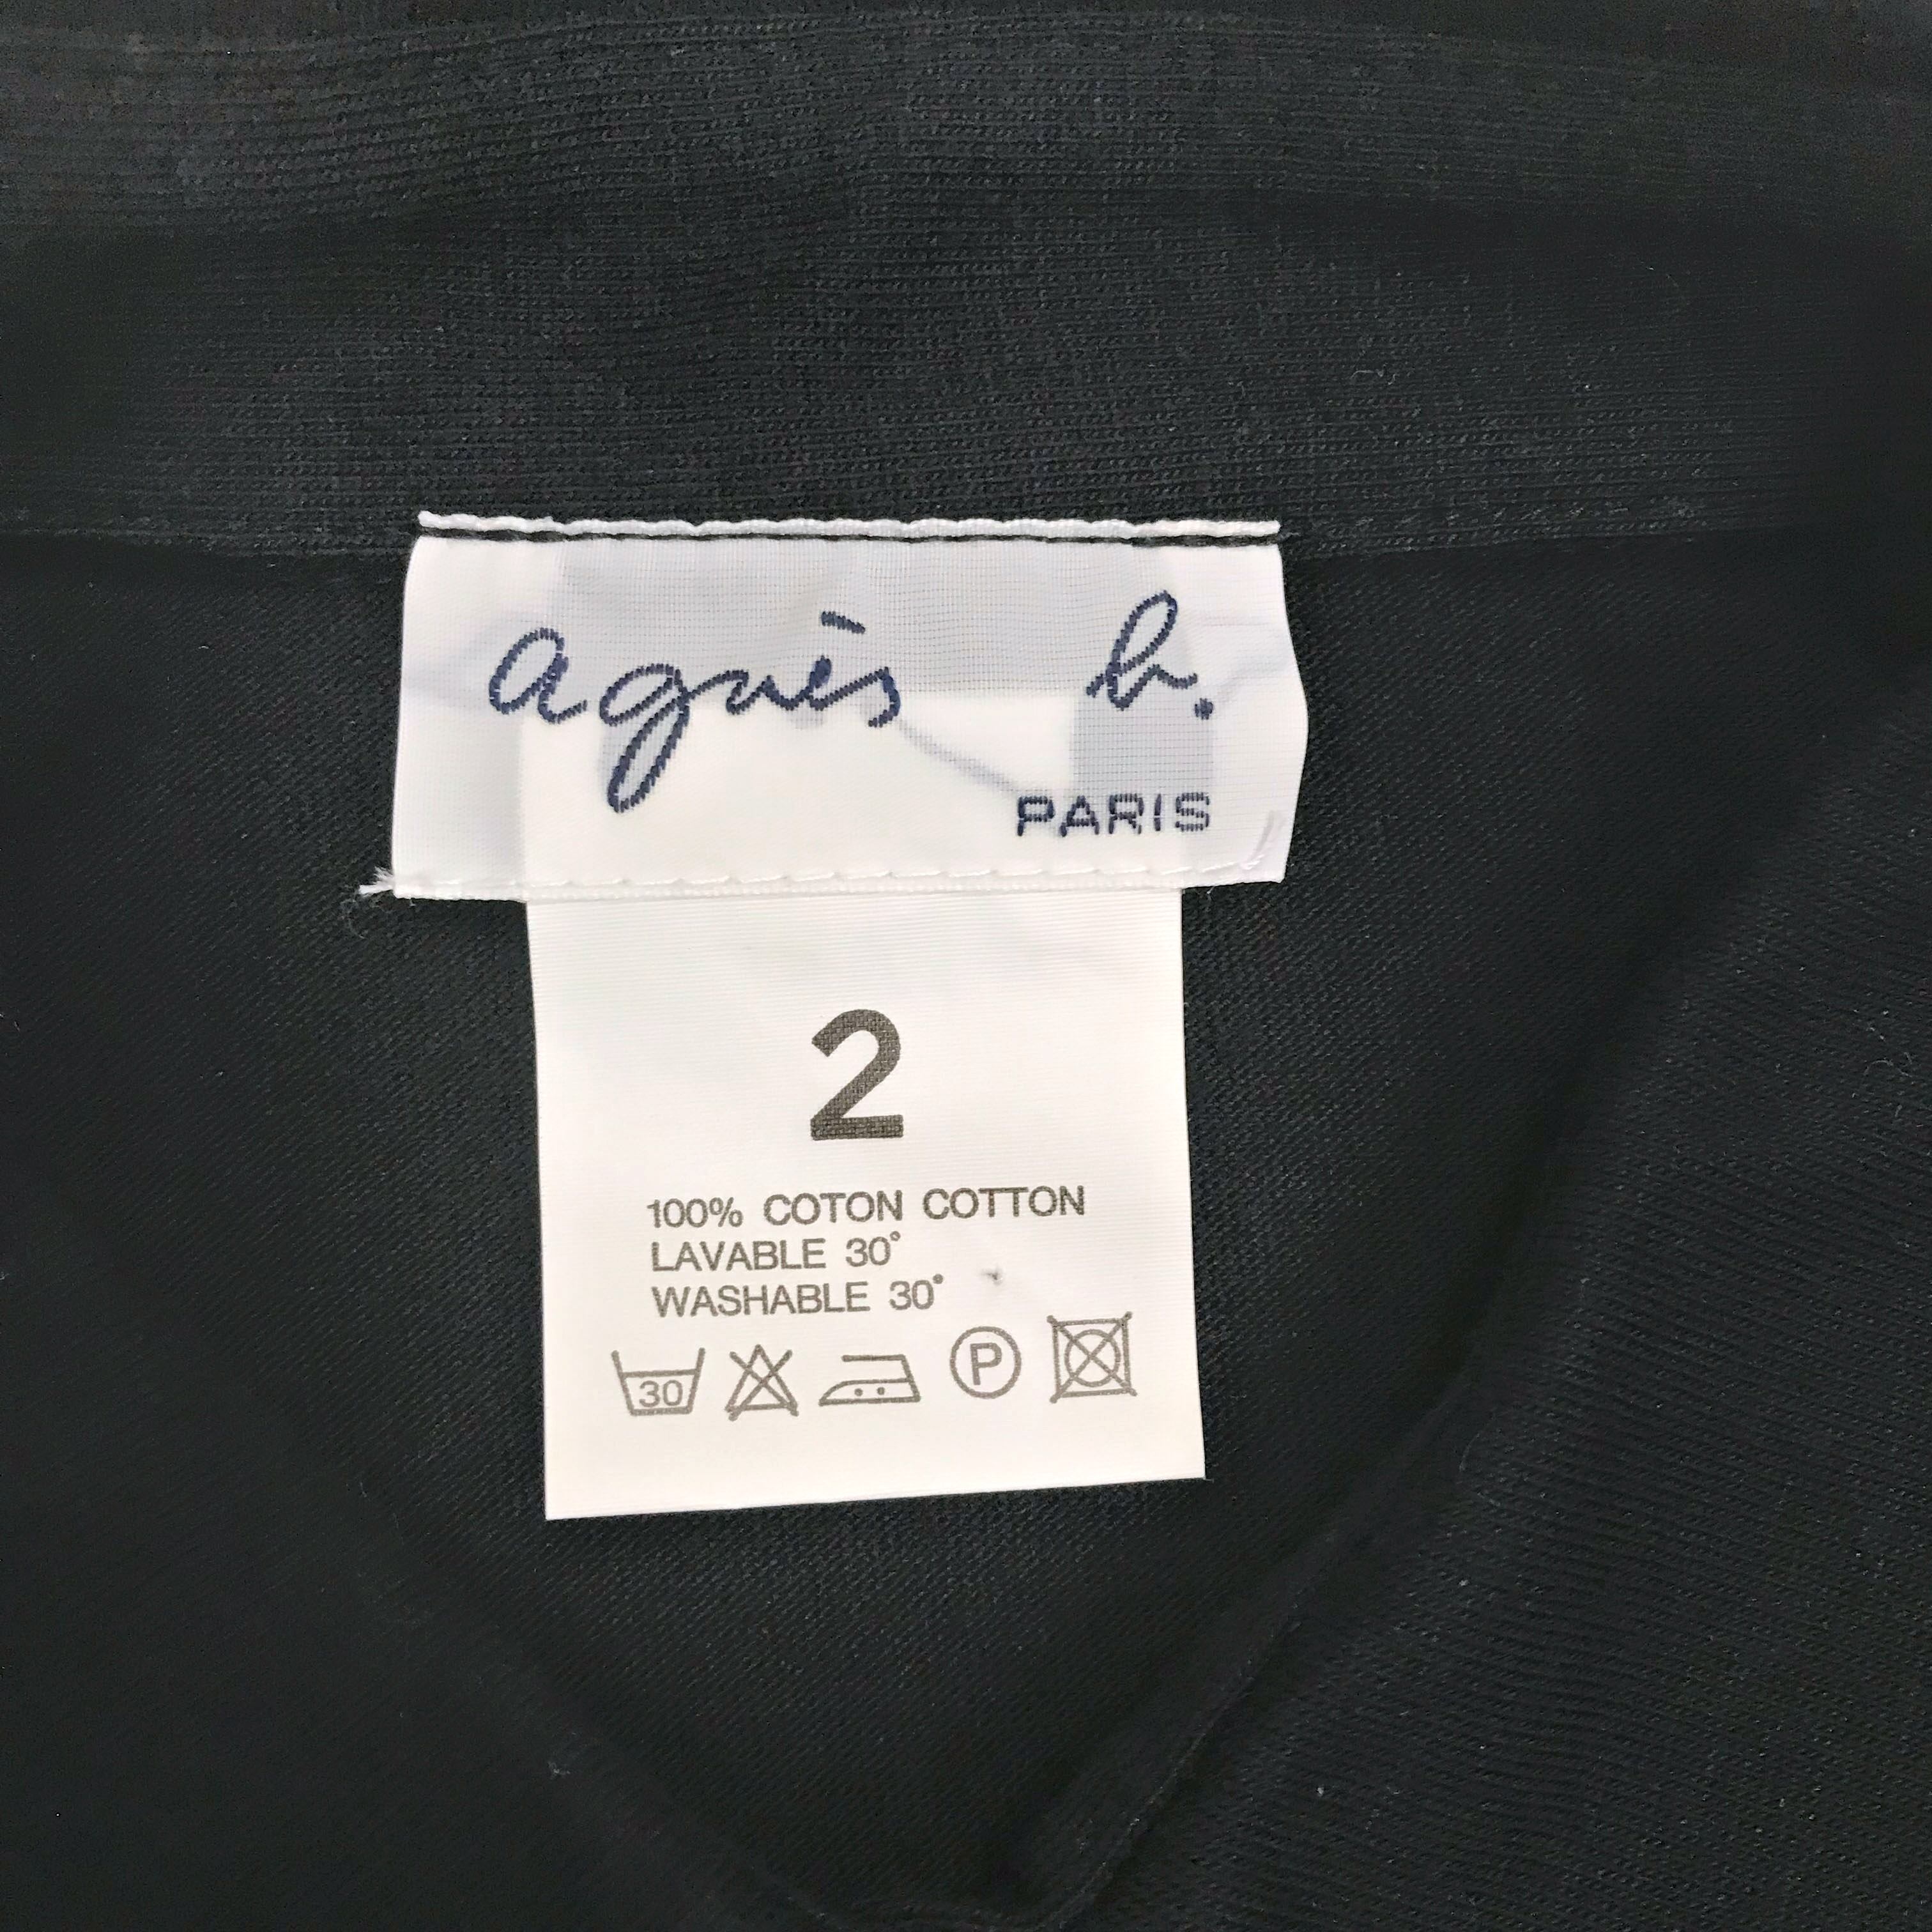 agnès b.
PARIS
2
100% COTON COTTON
LAVABLE 30°
WASHABLE 30°
30 P